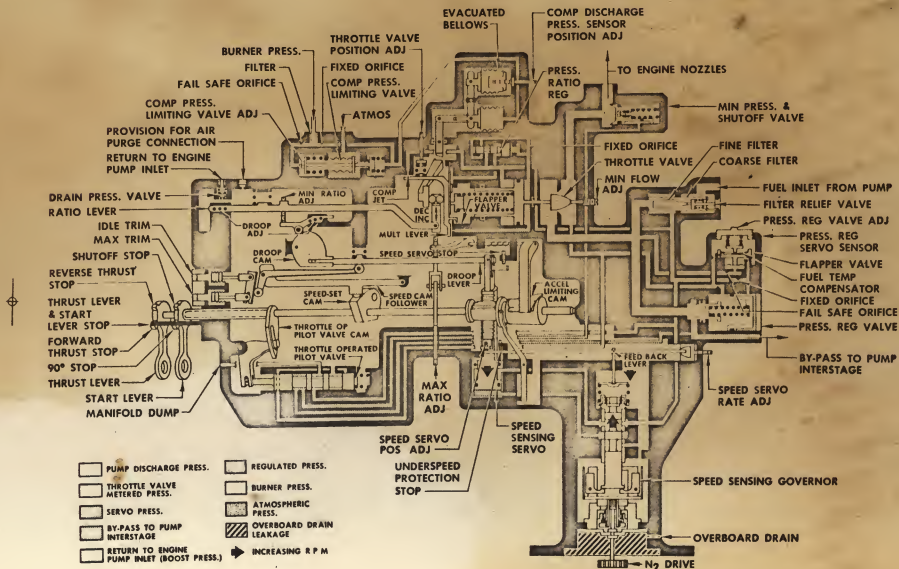 EVACUATED
BELLOWS
COMP DISCHARGE
PRESS. SENSOR
POSITION ADJ
THROTTLE VALVE
POSITION ADJ
BURNER PRESS.
FILTER
FAIL SAFE ORIFICE
FIXED ORIFICE
COMP PRESS.
LIMITING VALVE
ATMOS
PRESS.
RATIO
REG
TO ENGINE NOZZLES
MIN PRESS. &
SHUTOFF VALVE
COMP PRESS.
LIMITING VALVE ADJ
PROVISION FOR AIR
PURGE CONNECTION
RETURN TO ENGINE
PUMP INLET
DRAIN PRESS. VALVE
RATIO LEVER
IDLE TRIM
MAX TRIM
SHUTOFF STOP
REVERSE THRUST
STOP
THRUST LEVER
& START
LEVER STOP
FORWARD
THRUST STOP
90° STOP
THRUST LEVER
START LEVER
MANIFOLD DUMP
MIN RATIO
ADJ
DROOP
ADJ
DROOP
CAM
COMP
JET
DEC
INC
FLAPPER
VALVE
MULT LEVER
SPEED SERVO STOP
DROOP
LEVER
SPEED-SET
CAM
SPEED CAM
FOLLOWER
ACCEL
LIMITING
CAM
THROTTLE OP
PILOT VALVE CAM
THROTTLE OPERATED
PILOT VALVE
FIXED ORIFICE
THROTTLE VALVE
MIN FLOW
ADJ
FINE FILTER
COARSE FILTER
FUEL INLET FROM PUMP
FILTER RELIEF VALVE
PRESS. REG VALVE ADJ
PRESS. REG
SERVO SENSOR
FLAPPER VALVE
FUEL TEMP
COMPENSATOR
FIXED ORIFICE
FAIL SAFE ORIFICE
PRESS. REG VALVE
BY-PASS TO PUMP
INTERSTAGE
FEED BACK
LEVER
SPEED SERVO
RATE ADJ
MAX
RATIO
ADJ
SPEED SERVO
POS ADJ
SPEED
SENSING
SERVO
UNDERSPEED
PROTECTION
STOP
SPEED SENSING GOVERNOR
OVERBOARD DRAIN
N₂ DRIVE
PUMP DISCHARGE PRESS.
THROTTLE VALVE
METERED PRESS.
SERVO PRESS.
BY-PASS TO PUMP
INTERSTAGE
RETURN TO ENGINE
PUMP INLET (BOOST PRESS.)
REGULATED PRESS.
BURNER PRESS.
ATMOSPHERIC
PRESS.
OVERBOARD DRAIN
LEAKAGE
INCREASING RPM